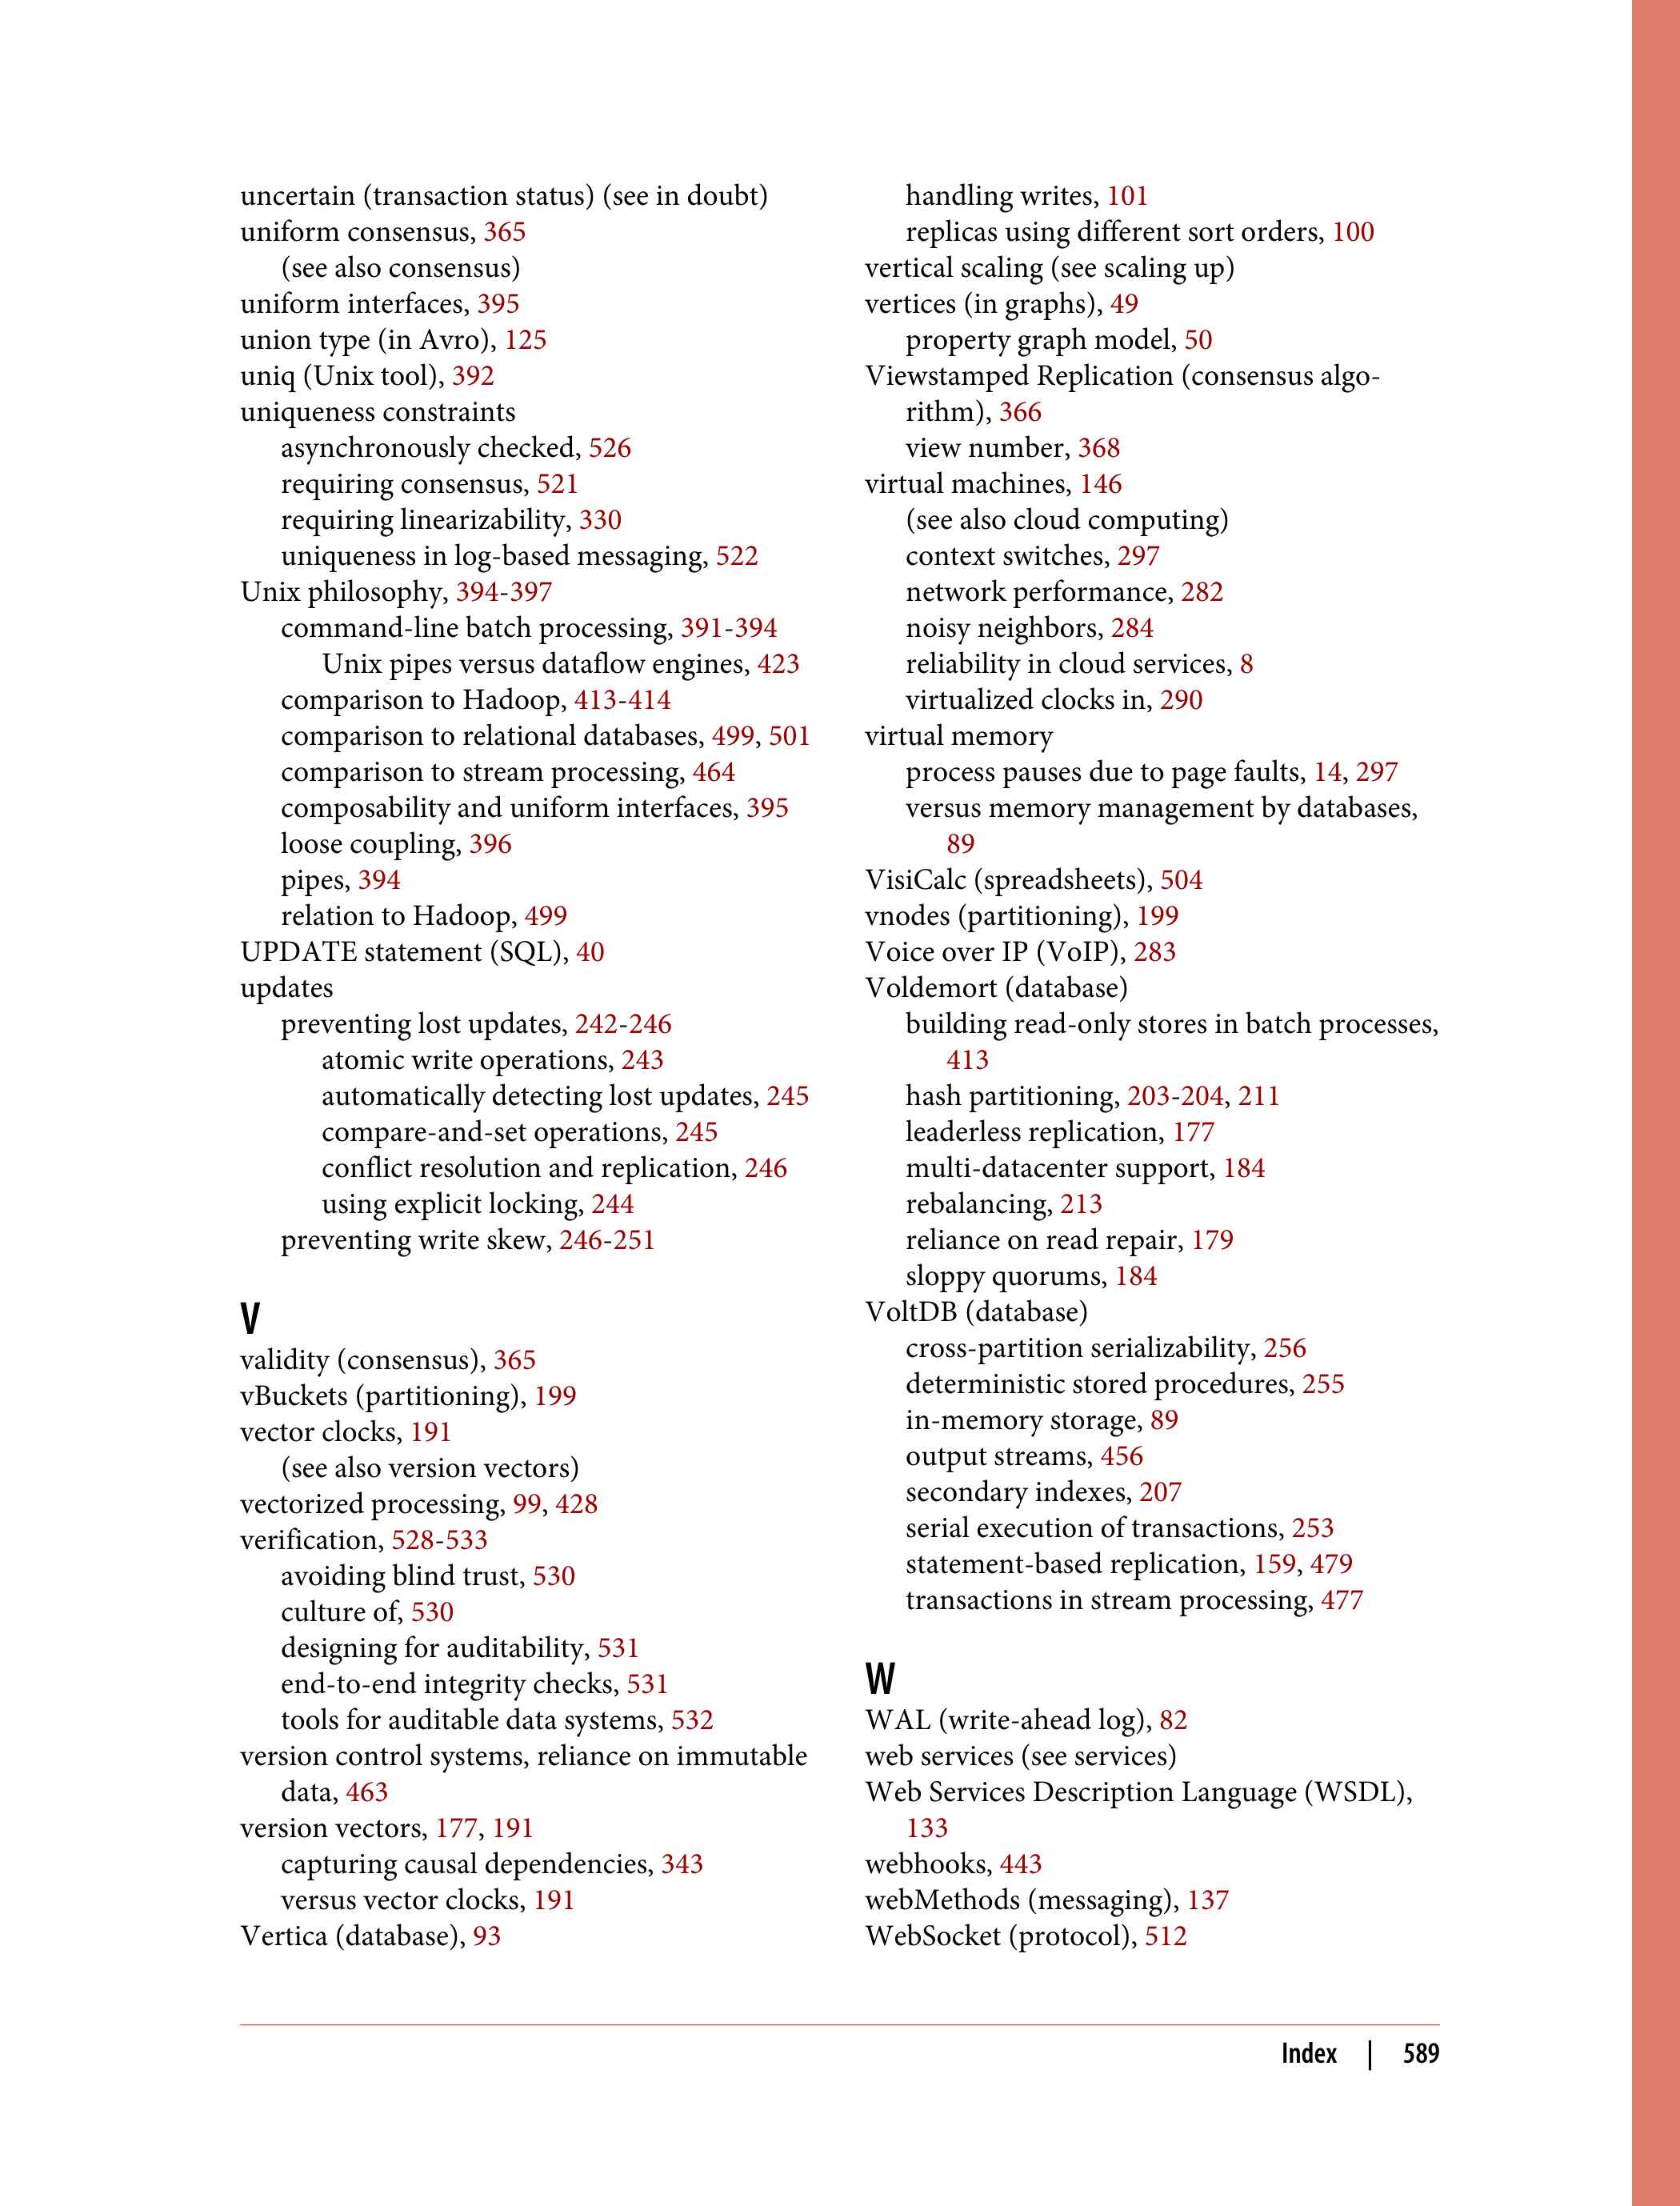 uncertain (transaction status) (see in doubt)
uniform consensus, 365
(see also consensus)
uniform interfaces, 395
union type (in Avro), 125
uniq (Unix tool), 392
uniqueness constraints
asynchronously checked, 526
requiring consensus, 521
requiring linearizability, 330
uniqueness in log-based messaging, 522
Unix philosophy, 394-397
command-line batch processing, 391-394
Unix pipes versus dataflow engines, 423
comparison to Hadoop, 413-414
comparison to relational databases, 499, 501
comparison to stream processing, 464
composability and uniform interfaces, 395
loose coupling, 396
pipes, 394
relation to Hadoop, 499
UPDATE statement (SQL), 40
updates
preventing lost updates, 242-246
atomic write operations, 243
automatically detecting lost updates, 245
compare-and-set operations, 245
conflict resolution and replication, 246
using explicit locking, 244
preventing write skew, 246-251
V
validity (consensus), 365
vBuckets (partitioning), 199
vector clocks, 191
(see also version vectors)
vectorized processing, 99, 428
verification, 528-533
avoiding blind trust, 530
culture of, 530
designing for auditability, 531
end-to-end integrity checks, 531
tools for auditable data systems, 532
version control systems, reliance on immutable
data, 463
version vectors, 177, 191
capturing causal dependencies, 343
versus vector clocks, 191
Vertica (database), 93
handling writes, 101
replicas using different sort orders, 100
vertical scaling (see scaling up)
vertices (in graphs), 49
property graph model, 50
Viewstamped Replication (consensus algo-
rithm), 366
view number, 368
virtual machines, 146
(see also cloud computing)
context switches, 297
network performance, 282
noisy neighbors, 284
reliability in cloud services, 8
virtualized clocks in, 290
virtual memory
process pauses due to page faults, 14, 297
versus memory management by databases,
89
VisiCalc (spreadsheets), 504
vnodes (partitioning), 199
Voice over IP (VoIP), 283
Voldemort (database)
building read-only stores in batch processes,
413
hash partitioning, 203-204, 211
leaderless replication, 177
multi-datacenter support, 184
rebalancing, 213
reliance on read repair, 179
sloppy quorums, 184
VoltDB (database)
cross-partition serializability, 256
deterministic stored procedures, 255
in-memory storage, 89
output streams, 456
secondary indexes, 207
serial execution of transactions, 253
statement-based replication, 159, 479
transactions in stream processing, 477
W
WAL (write-ahead log), 82
web services (see services)
Web Services Description Language (WSDL),
133
webhooks, 443
webMethods (messaging), 137
WebSocket (protocol), 512
Index | 589